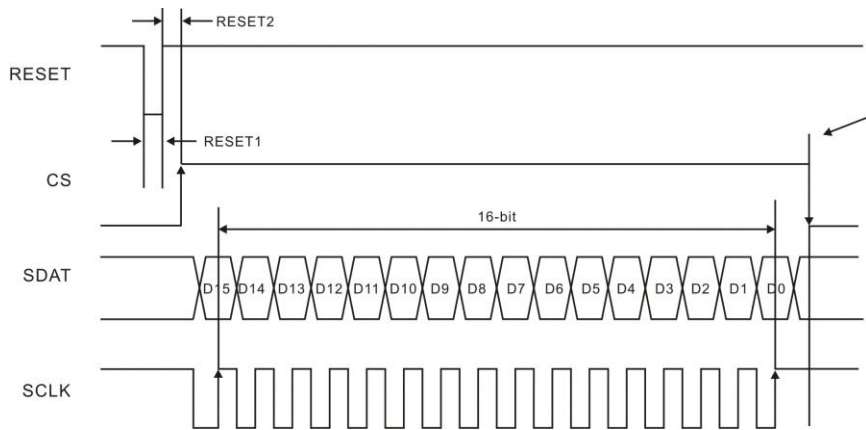 RESET2
RESET
RESET1
CS
16-bit
SDAT
D15 D14 D13 D12 D11 D10 D9 D8 D7 D6 D5 D4 D3 D2 D1 D0
SCLK